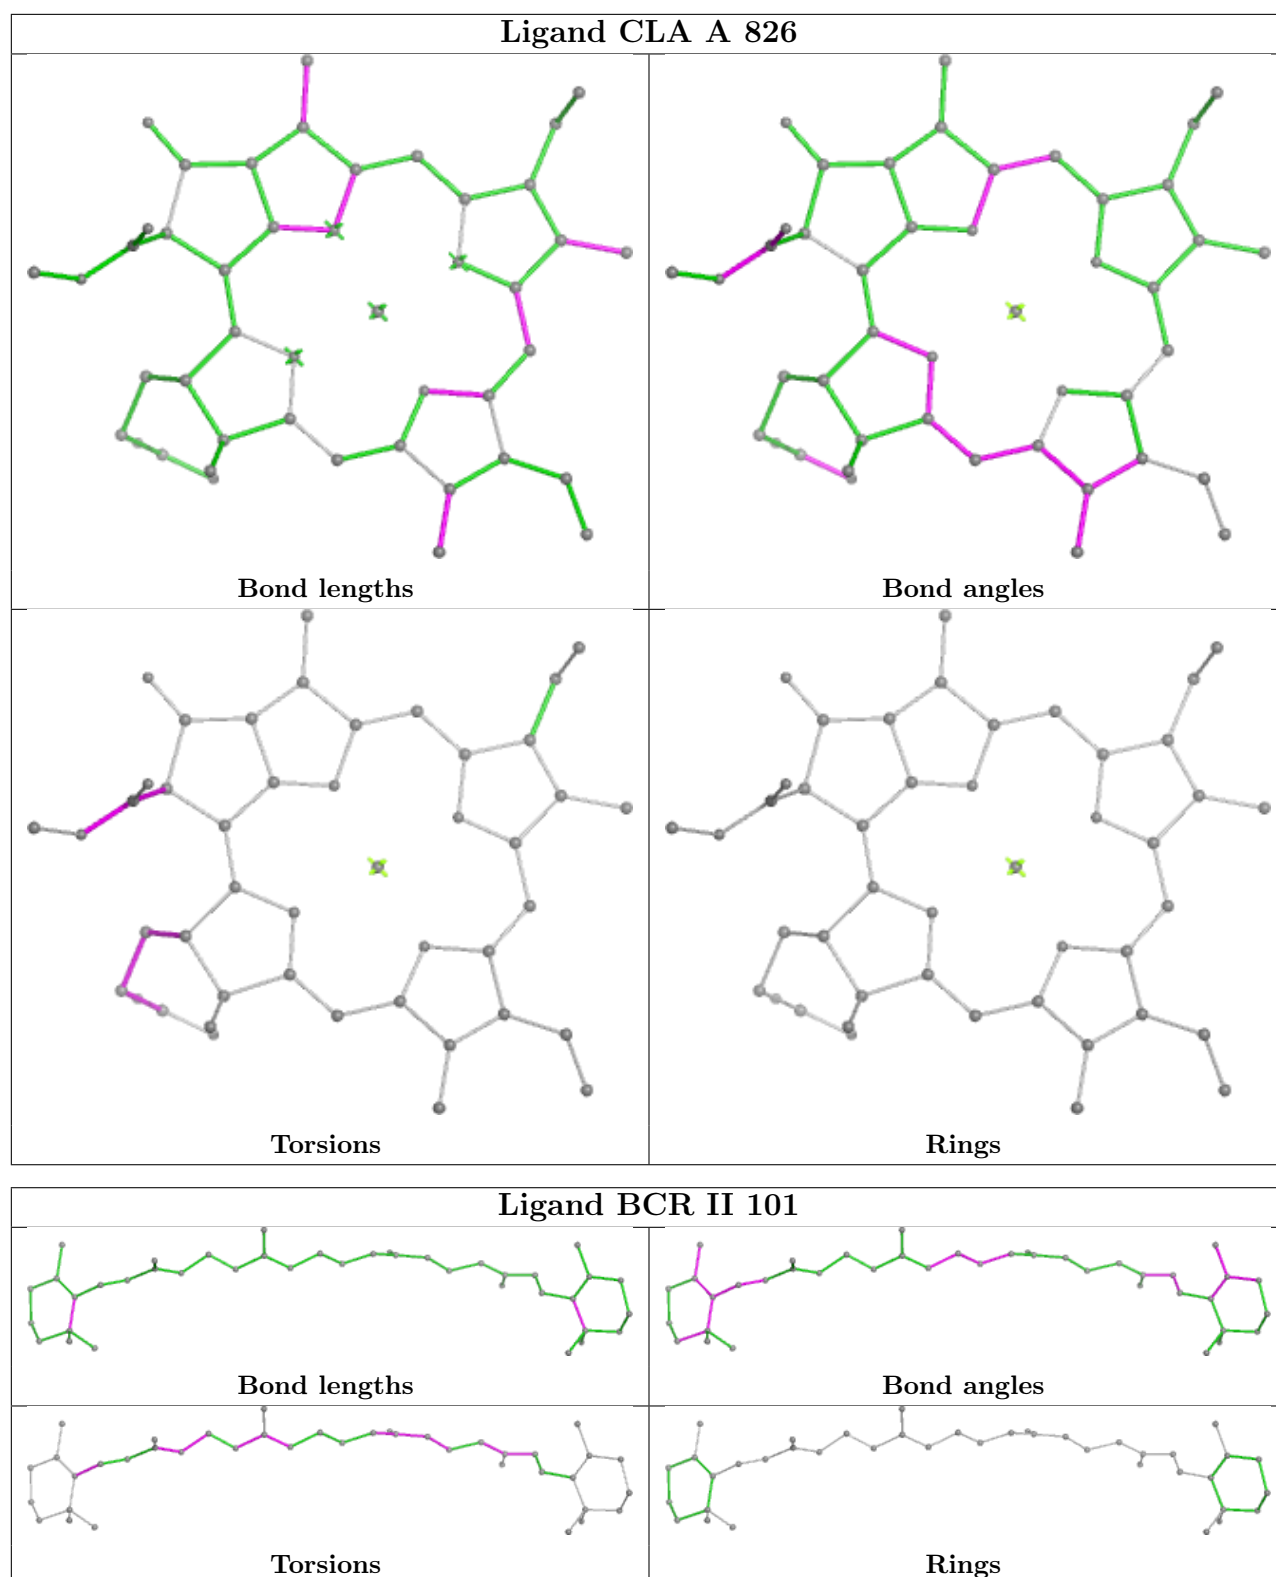 Ligand CLA A 826
Bond lengths
Bond angles
Torsions
Rings
Ligand BCR II 101
Bond lengths
Bond angles
Torsions
Rings